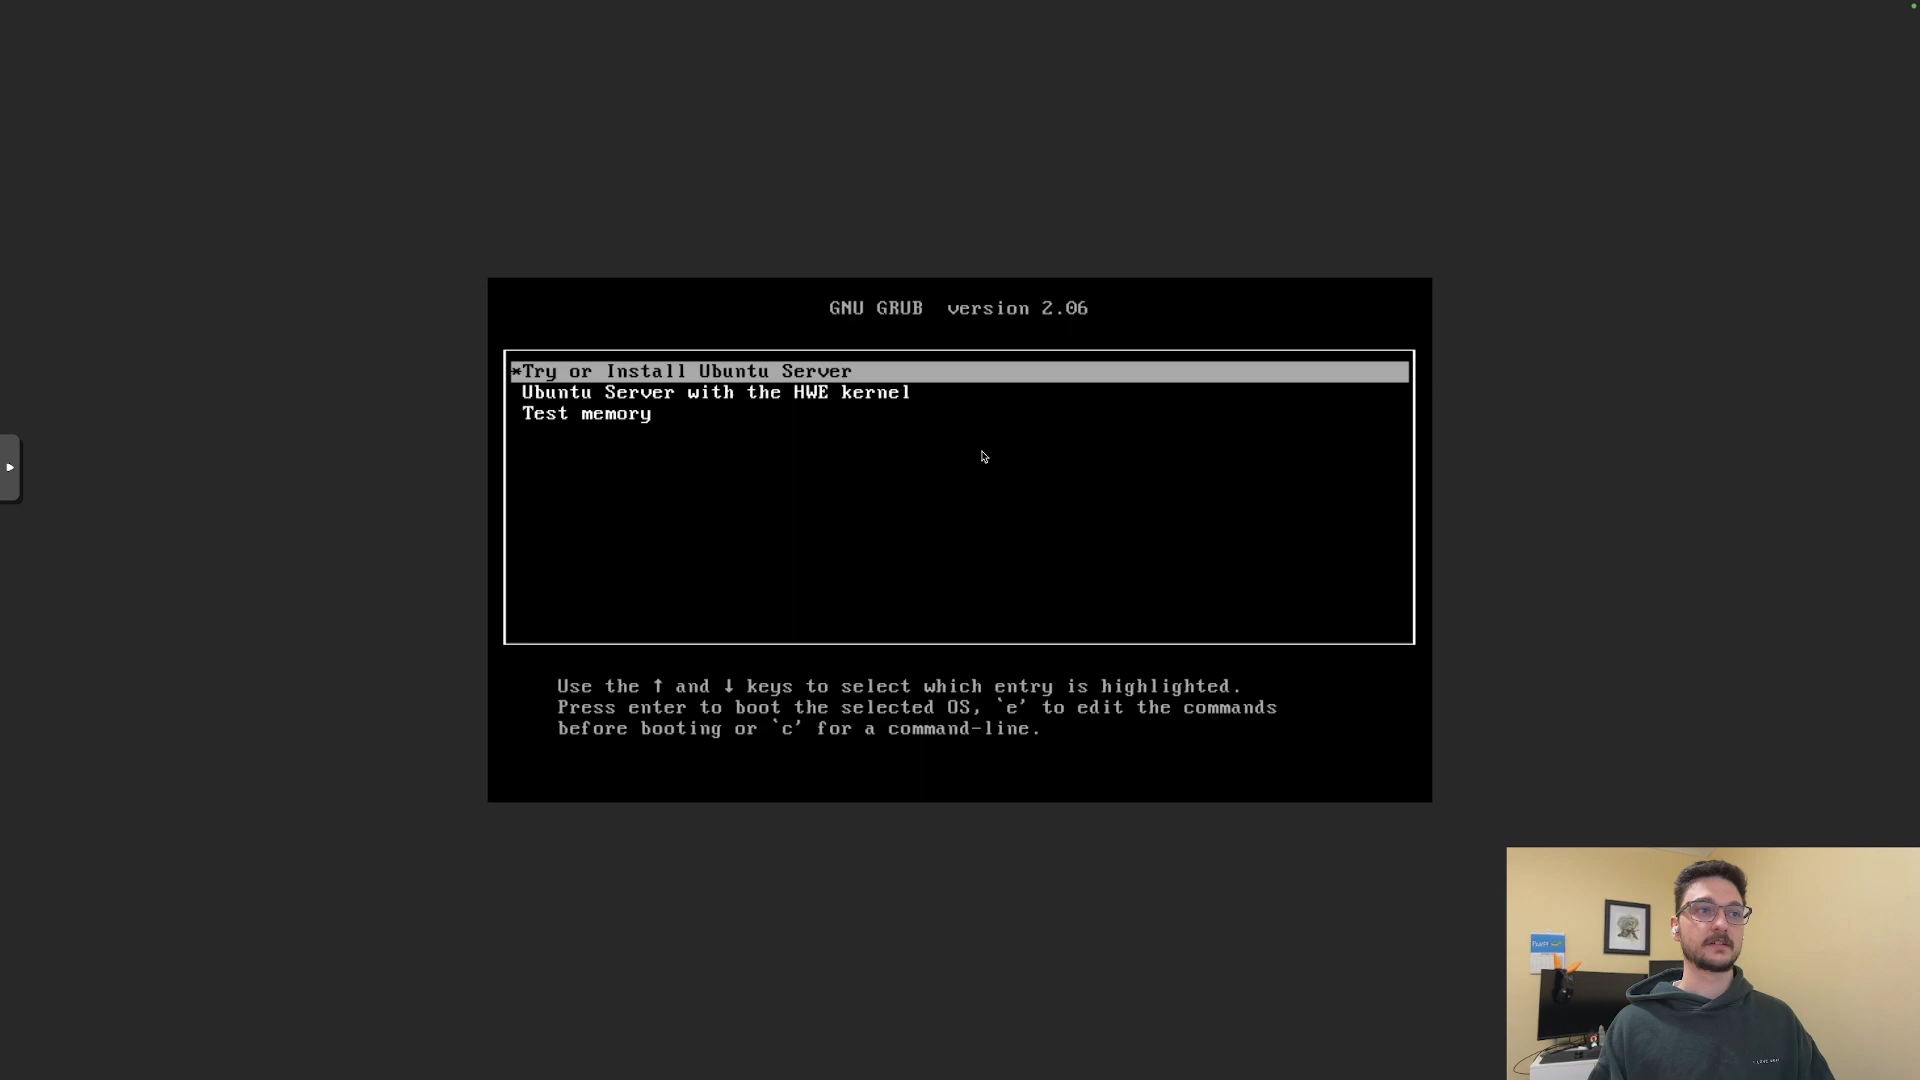 GNU GRUB  version 2.06
*Try or Install Ubuntu Server
Ubuntu Server with the HWE kernel
Test memory
Use the ↑ and ↓ keys to select which entry is highlighted.
Press enter to boot the selected OS, `e' to edit the commands
before booting or `c' for a command-line.